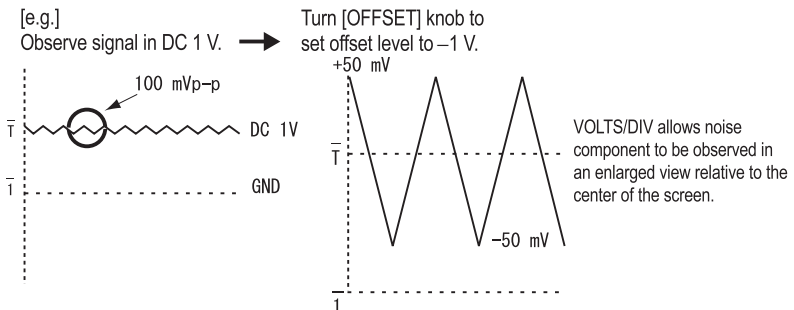 [e.g.]
Observe signal in DC 1 V.
Turn [OFFSET] knob to
set offset level to –1 V.
100 mVp-p
T
DC 1V
1
GND
+50 mV
T
-50 mV
1
VOLTS/DIV allows noise
component to be observed in
an enlarged view relative to the
center of the screen.